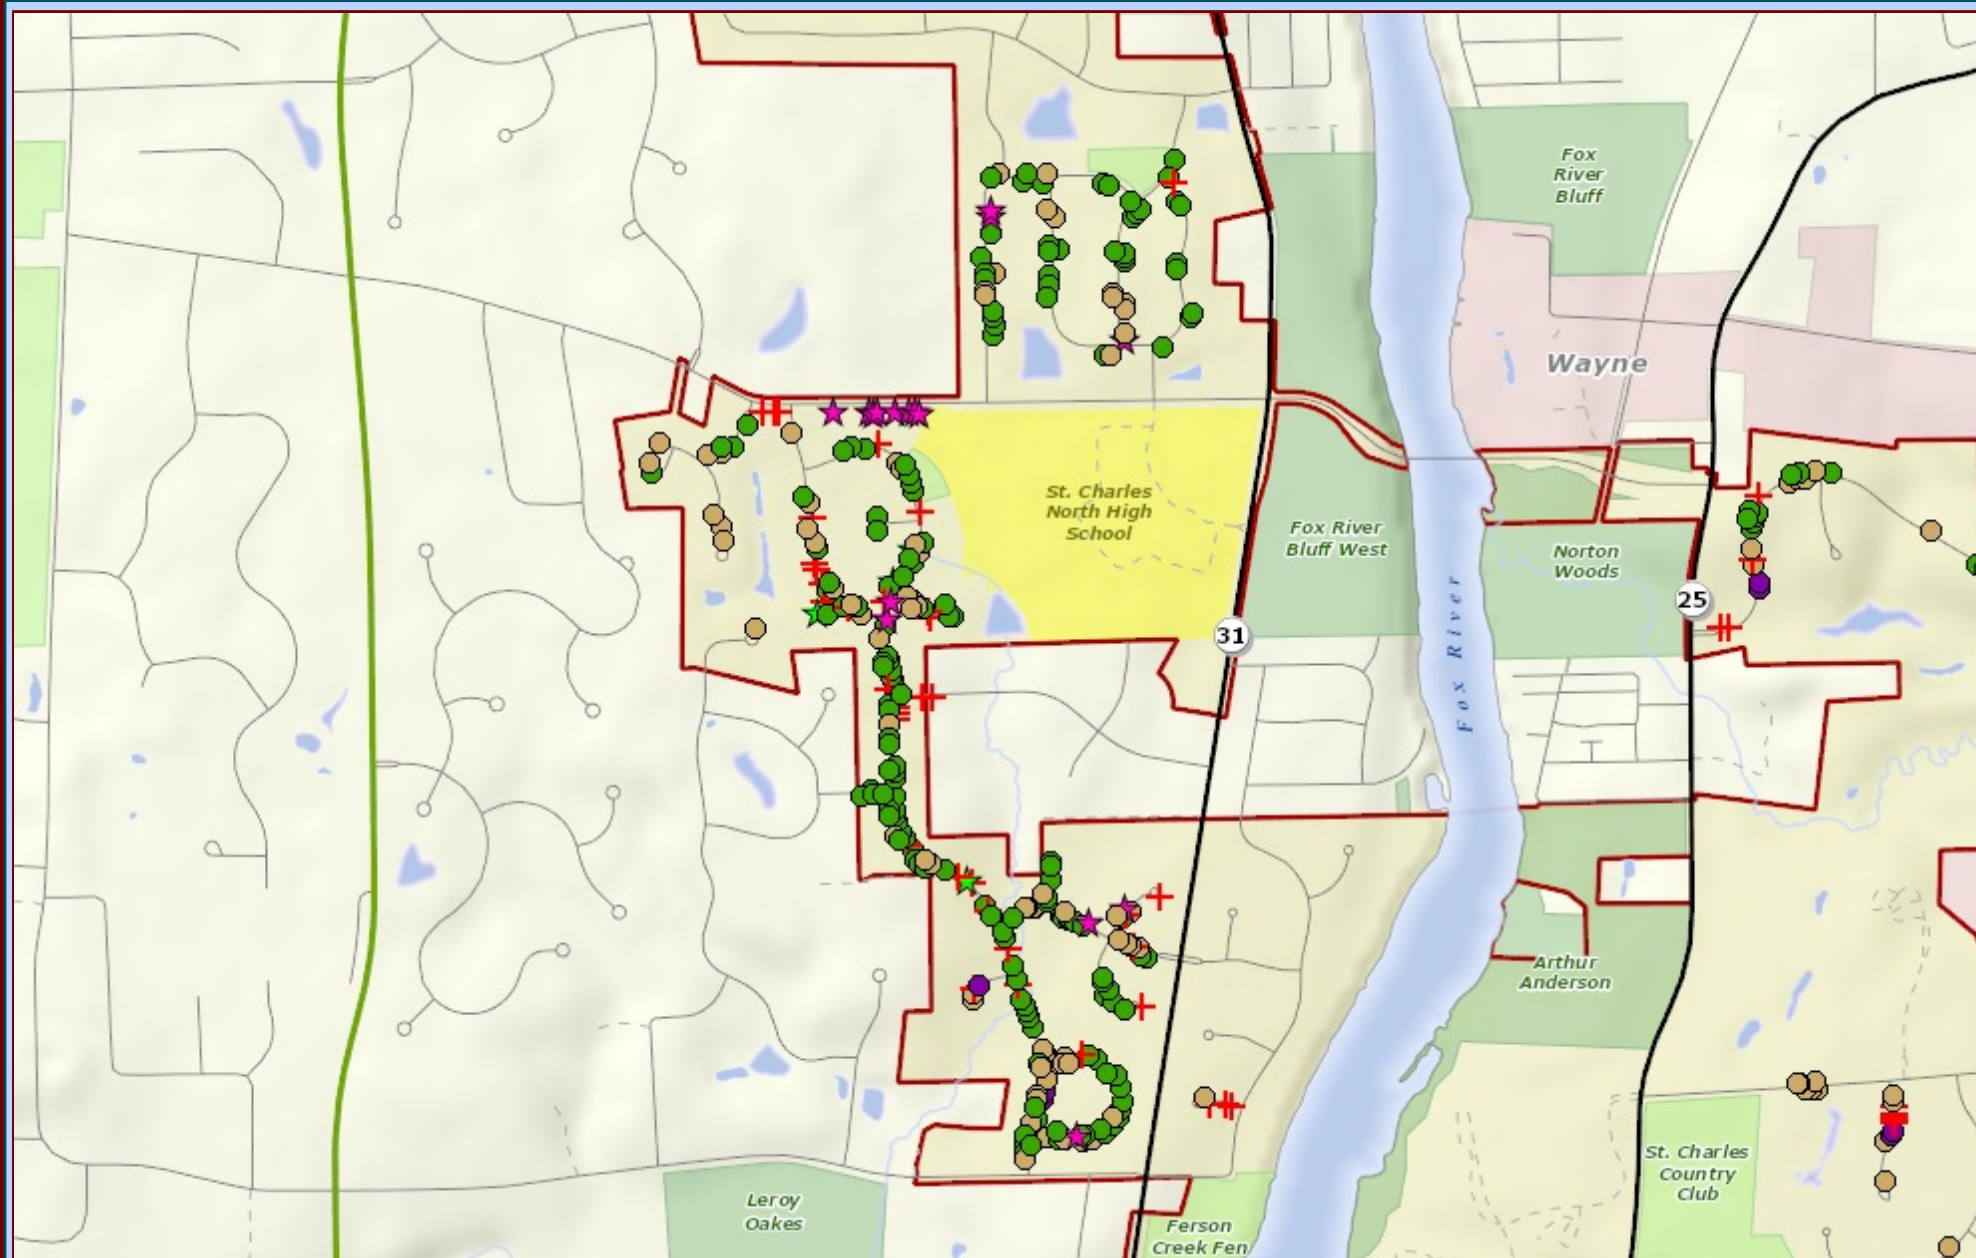 Fox
River
Bluff
Wayne
St. Charles
North High
School
Fox River
Bluff West
Norton
Woods
25
31
Fox River
Arthur
Anderson
St. Charles
Country
Club
Leroy
Oakes
Ferson
Creek Fen